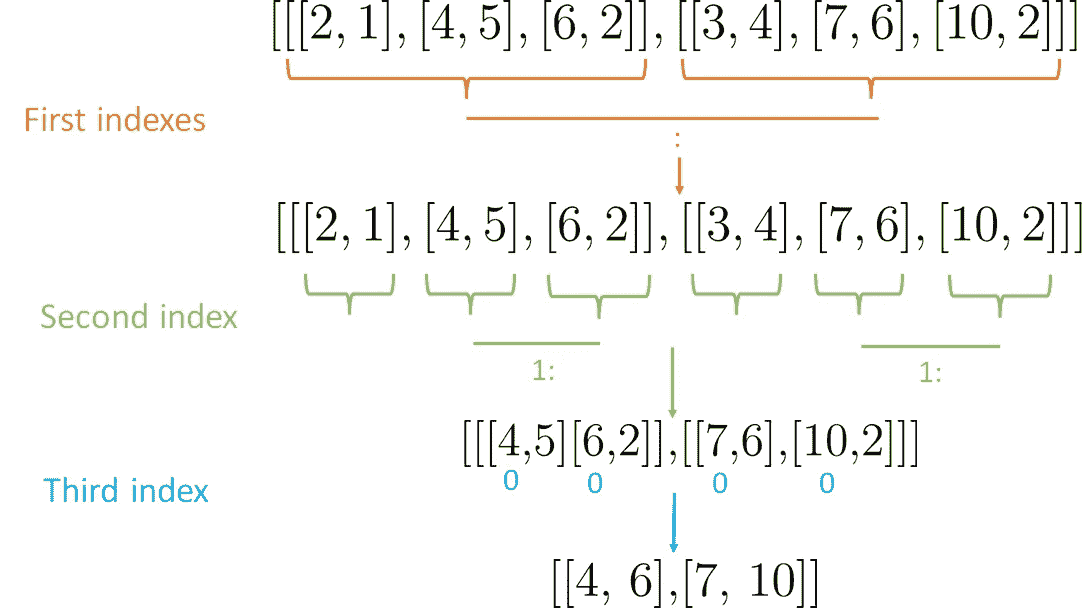 [[[2, 1], [4, 5], [6, 2]], [[3, 4], [7, 6], [10, 2]]]
First indexes
:
[[[2, 1], [4, 5], [6, 2]], [[3, 4], [7, 6], [10, 2]]]
Second index
1: 1:
[[[4,5][6,2]],[[7,6],[10,2]]]
0 0 0 0
Third index
[[4, 6],[7, 10]]